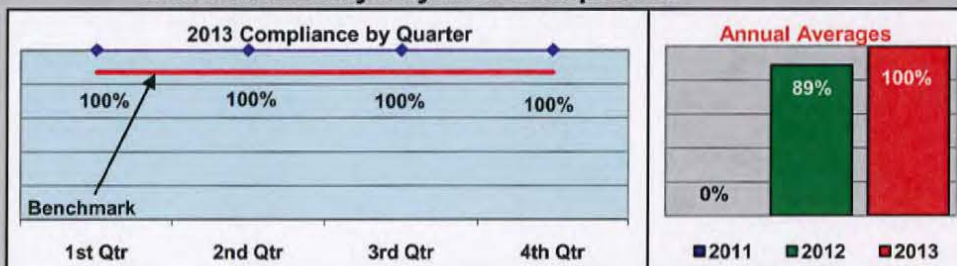 2013 Compliance by Quarter
100% 100% 100% 100%
Benchmark
1st Qtr 2nd Qtr 3rd Qtr 4th Qtr
Annual Averages
89% 100%
0%
2011 2012 2013